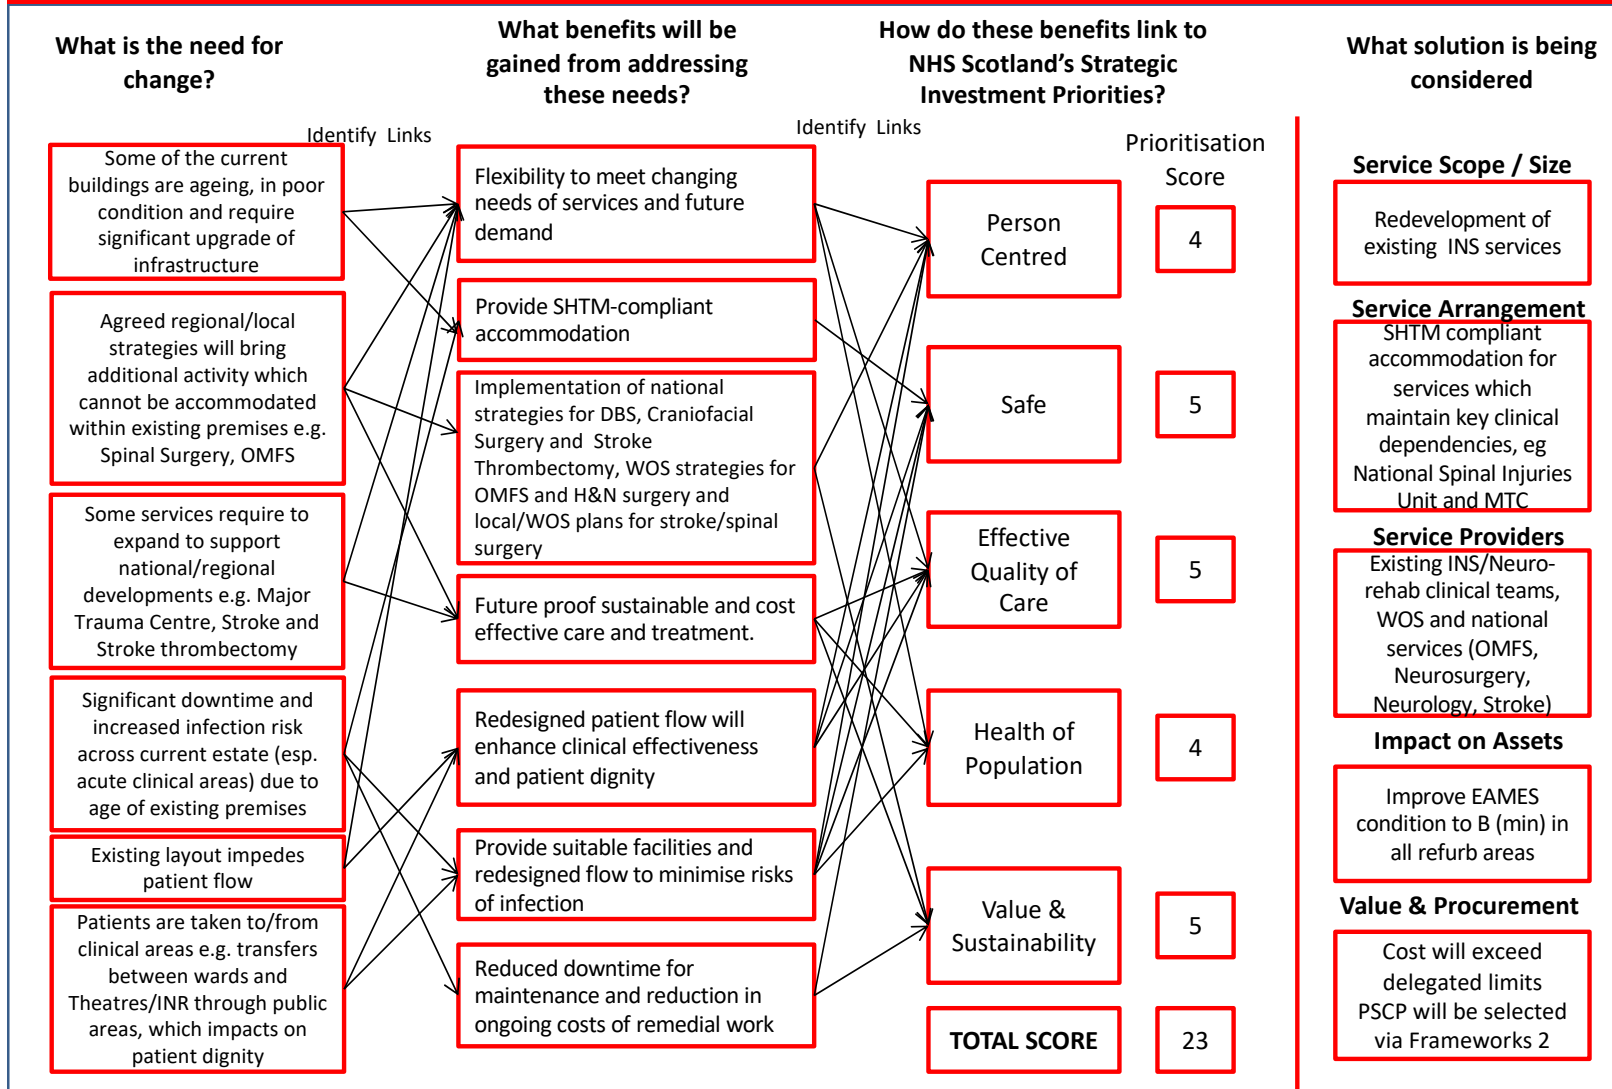 What is the need for
change?
Identify Links
Some of the current
buildings are ageing, in poor
condition and require
significant upgrade of
infrastructure
Agreed regional/local
strategies will bring
additional activity which
cannot be accommodated
within existing premises e.g.
Spinal Surgery, OMFS
Some services require to
expand to support
national/regional
developments e.g. Major
Trauma Centre, Stroke and
Stroke thrombectomy
Significant downtime and
increased infection risk
across current estate (esp.
acute clinical areas) due to
age of existing premises
Existing layout impedes
patient flow
Patients are taken to/from
clinical areas e.g. transfers
between wards and
Theatres/INR through public
areas, which impacts on
patient dignity
What benefits will be
gained from addressing
these needs?
Identify Links
Flexibility to meet changing
needs of services and future
demand
Provide SHTM-compliant
accommodation
Implementation of national
strategies for DBS, Craniofacial
Surgery and Stroke
Thrombectomy, WOS strategies for
OMFS and H&N surgery and
local/WOS plans for stroke/spinal
surgery
Future proof sustainable and cost
effective care and treatment.
Redesigned patient flow will
enhance clinical effectiveness
and patient dignity
Provide suitable facilities and
redesigned flow to minimise risks
of infection
Reduced downtime for
maintenance and reduction in
ongoing costs of remedial work
How do these benefits link to
NHS Scotland's Strategic
Investment Priorities?
Prioritisation
Score
Person
Centred
4
Safe
5
Effective
Quality of
Care
5
Health of
Population
4
Value &
Sustainability
5
TOTAL SCORE
23
What solution is being
considered
Service Scope / Size
Redevelopment of
existing INS services
Service Arrangement
SHTM compliant
accommodation for
services which
maintain key clinical
dependencies, eg
National Spinal Injuries
Unit and MTC
Service Providers
Existing INS/Neuro-
rehab clinical teams,
WOS and national
services (OMFS,
Neurosurgery,
Neurology, Stroke)
Impact on Assets
Improve EAMES
condition to B (min) in
all refurb areas
Value & Procurement
Cost will exceed
delegated limits
PSCP will be selected
via Frameworks 2